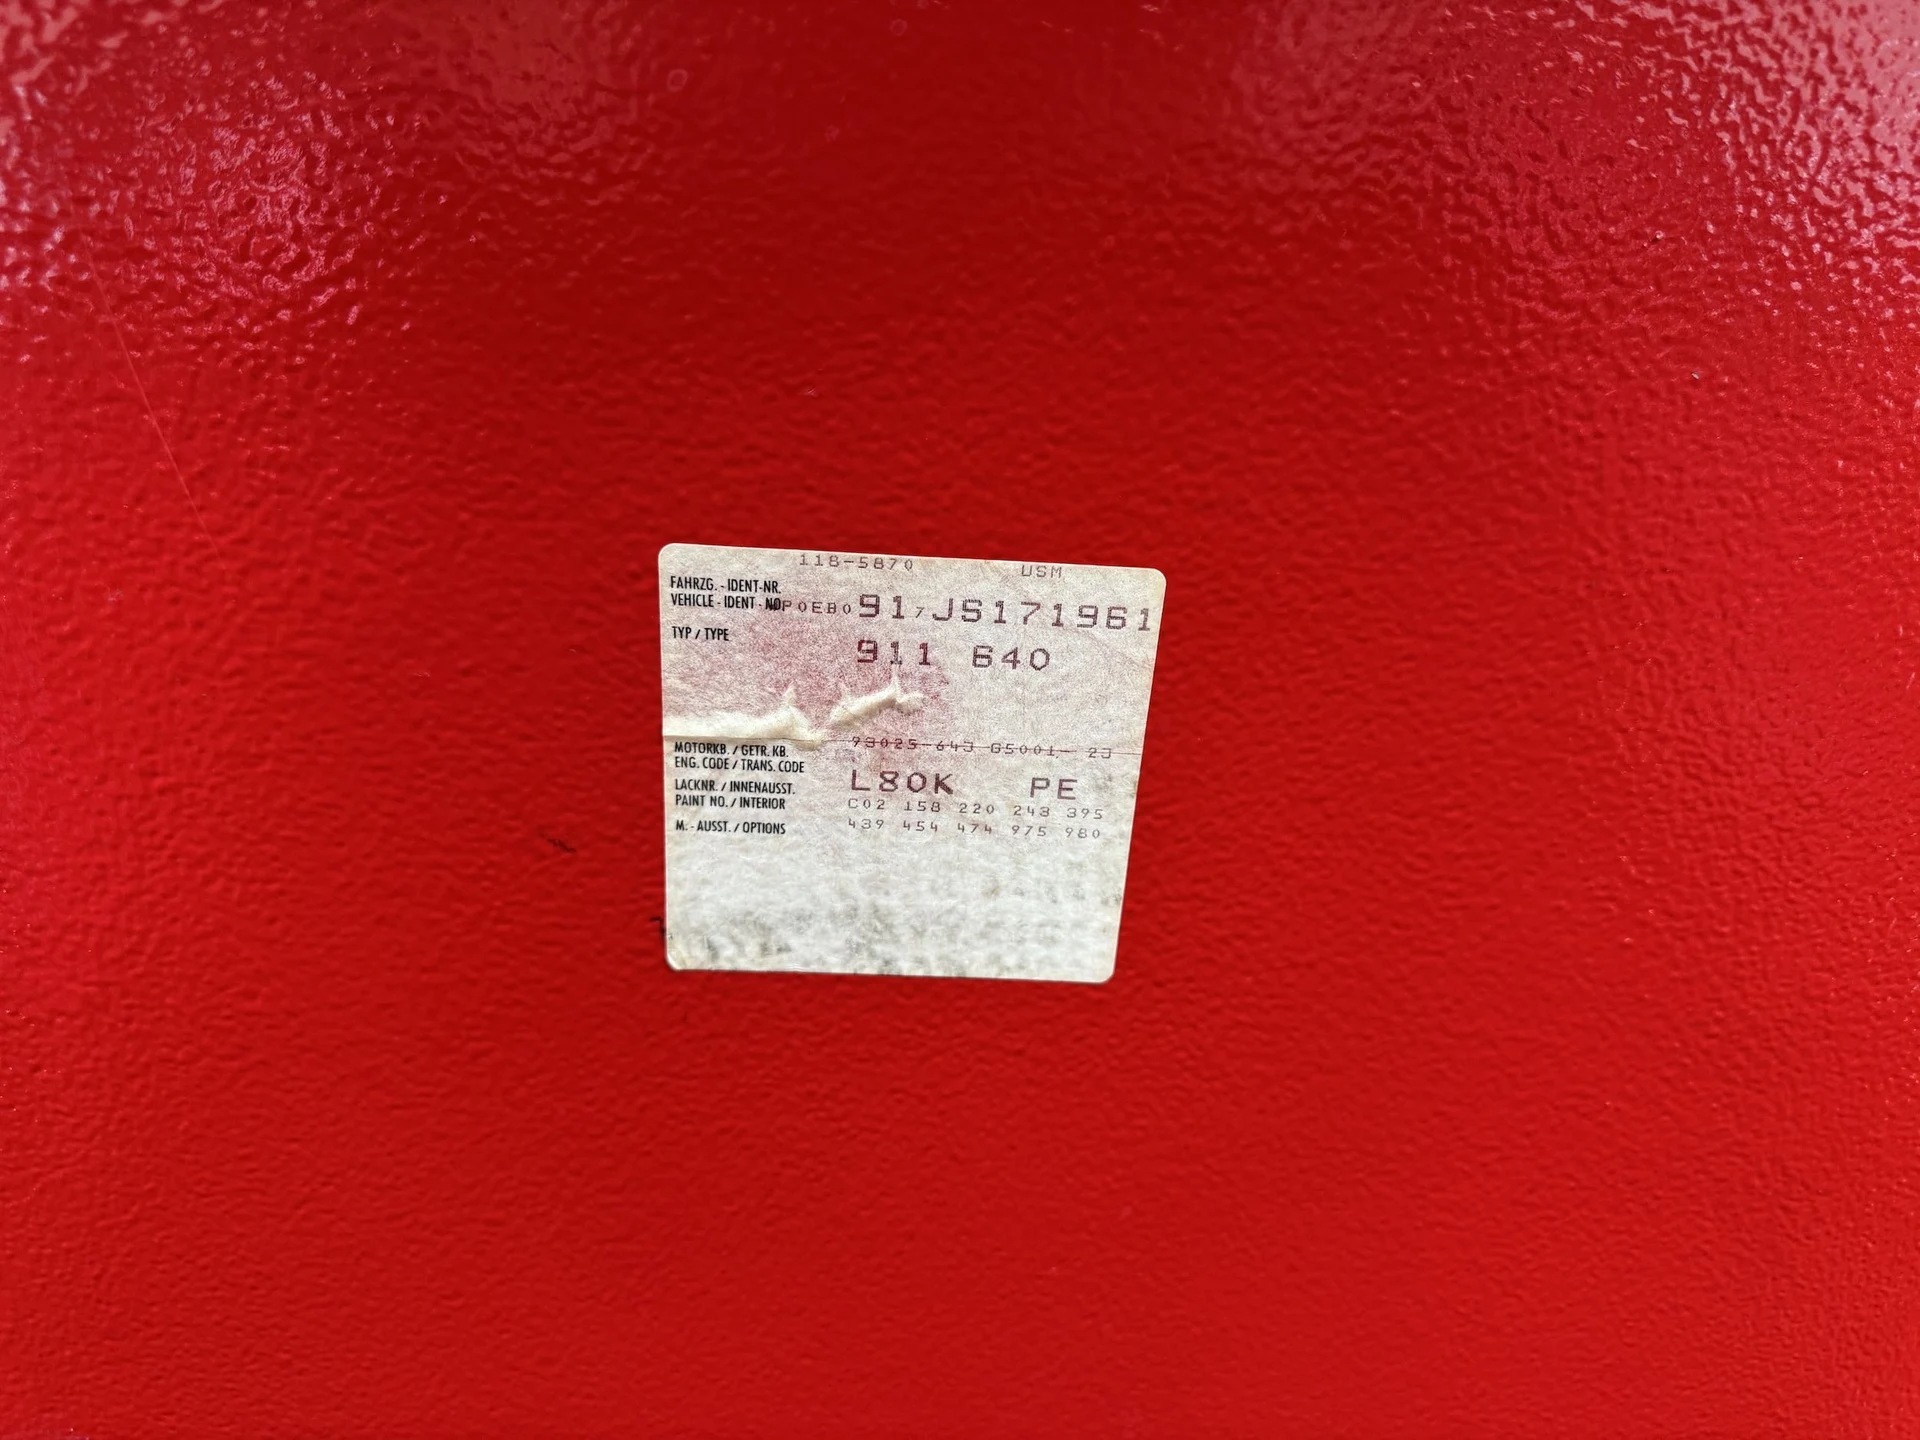 118-5870 USM
FAHRZG. - IDENT-NR.
VEHICLE - IDENT - NO P0EB0 91 JS171961
TYP / TYPE
911 640
93025-643 G5001- 23
MOTORKB. / GETR. KB.
ENG. CODE / TRANS. CODE
L80K PE
LACKNR. / INNENAUSST.
PAINT NO. / INTERIOR
C02 158 220 243 395
M. - AUSST. / OPTIONS
439 454 474 975 980